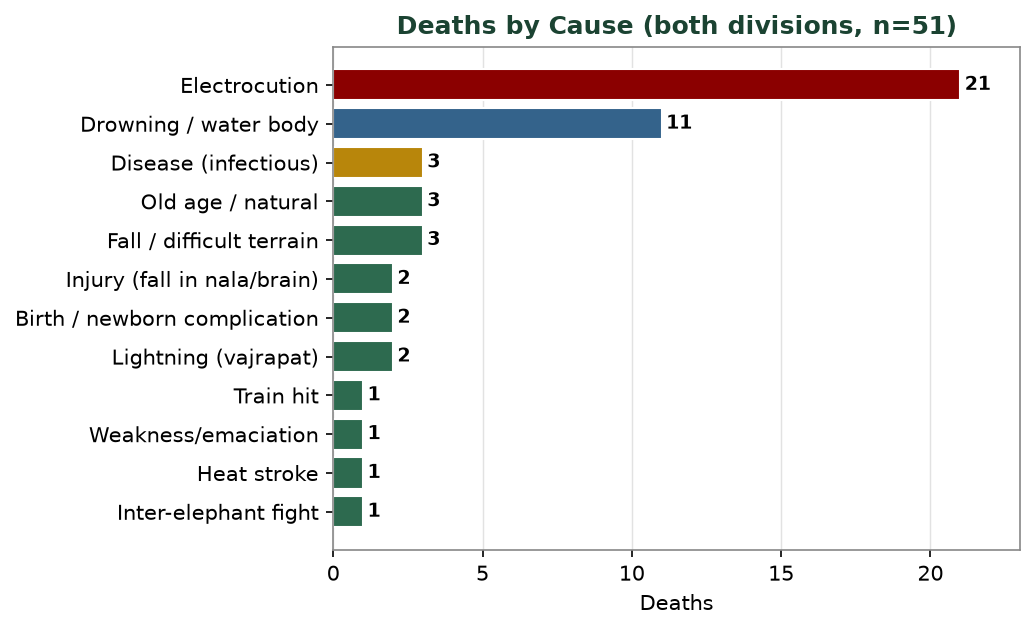 Deaths by Cause (both divisions, n=51)
Electrocution 21
Drowning / water body 11
Disease (infectious) 3
Old age / natural 3
Fall / difficult terrain 3
Injury (fall in nala/brain) 2
Birth / newborn complication 2
Lightning (vajrapat) 2
Train hit 1
Weakness/emaciation 1
Heat stroke 1
Inter-elephant fight 1
0 5 10 15 20
Deaths